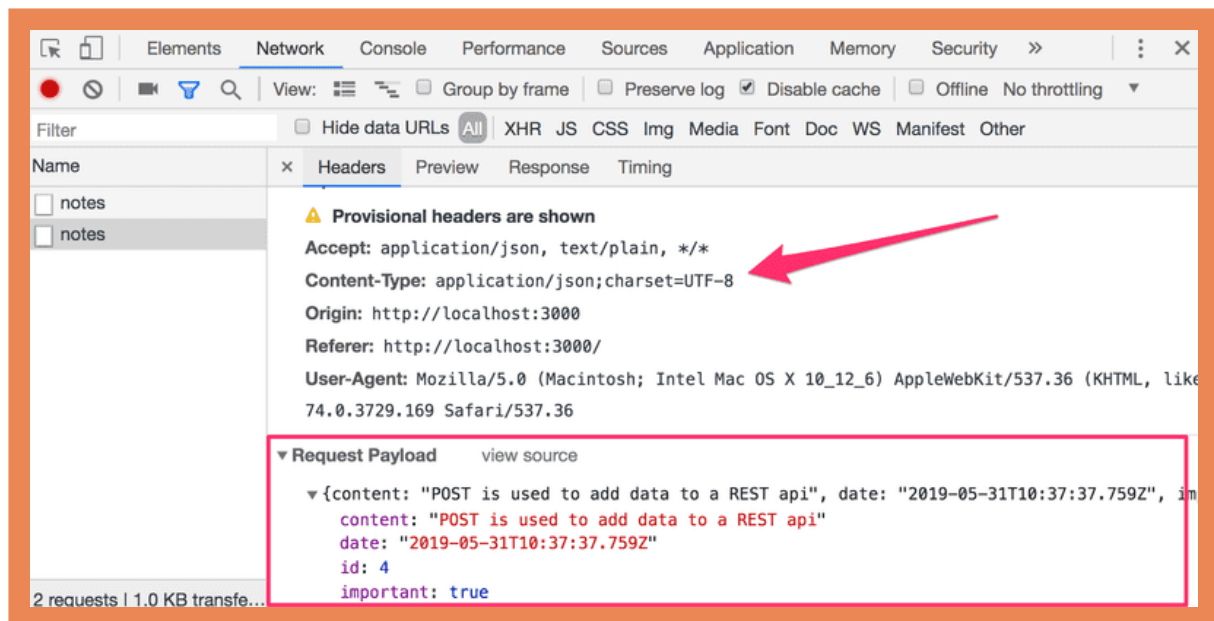 Elements Network Console Performance Sources Application Memory Security »
View: Group by frame Preserve log Disable cache Offline No throttling
Filter Hide data URLs All XHR JS CSS Img Media Font Doc WS Manifest Other
Name × Headers Preview Response Timing
notes
notes
Provisional headers are shown
Accept: application/json, text/plain, */*
Content-Type: application/json;charset=UTF-8
Origin: http://localhost:3000
Referer: http://localhost:3000/
User-Agent: Mozilla/5.0 (Macintosh; Intel Mac OS X 10_12_6) AppleWebKit/537.36 (KHTML, like
74.0.3729.169 Safari/537.36
Request Payload view source
{content: "POST is used to add data to a REST api", date: "2019-05-31T10:37:37.759Z", im
content: "POST is used to add data to a REST api"
date: "2019-05-31T10:37:37.759Z"
id: 4
important: true
2 requests | 1.0 KB transfe...